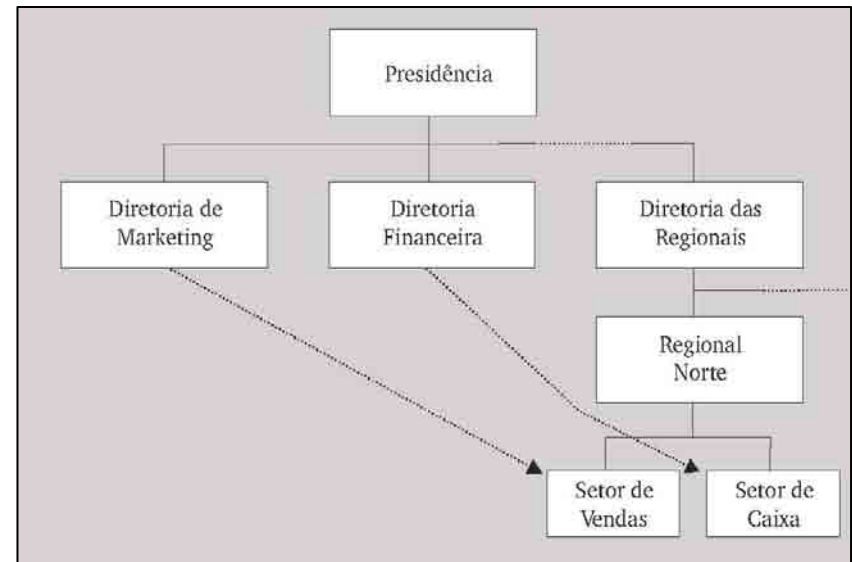 Presidência
Diretoria de
Marketing
Diretoria
Financeira
Diretoria das
Regionais
Regional
Norte
Setor de
Vendas
Setor de
Caixa